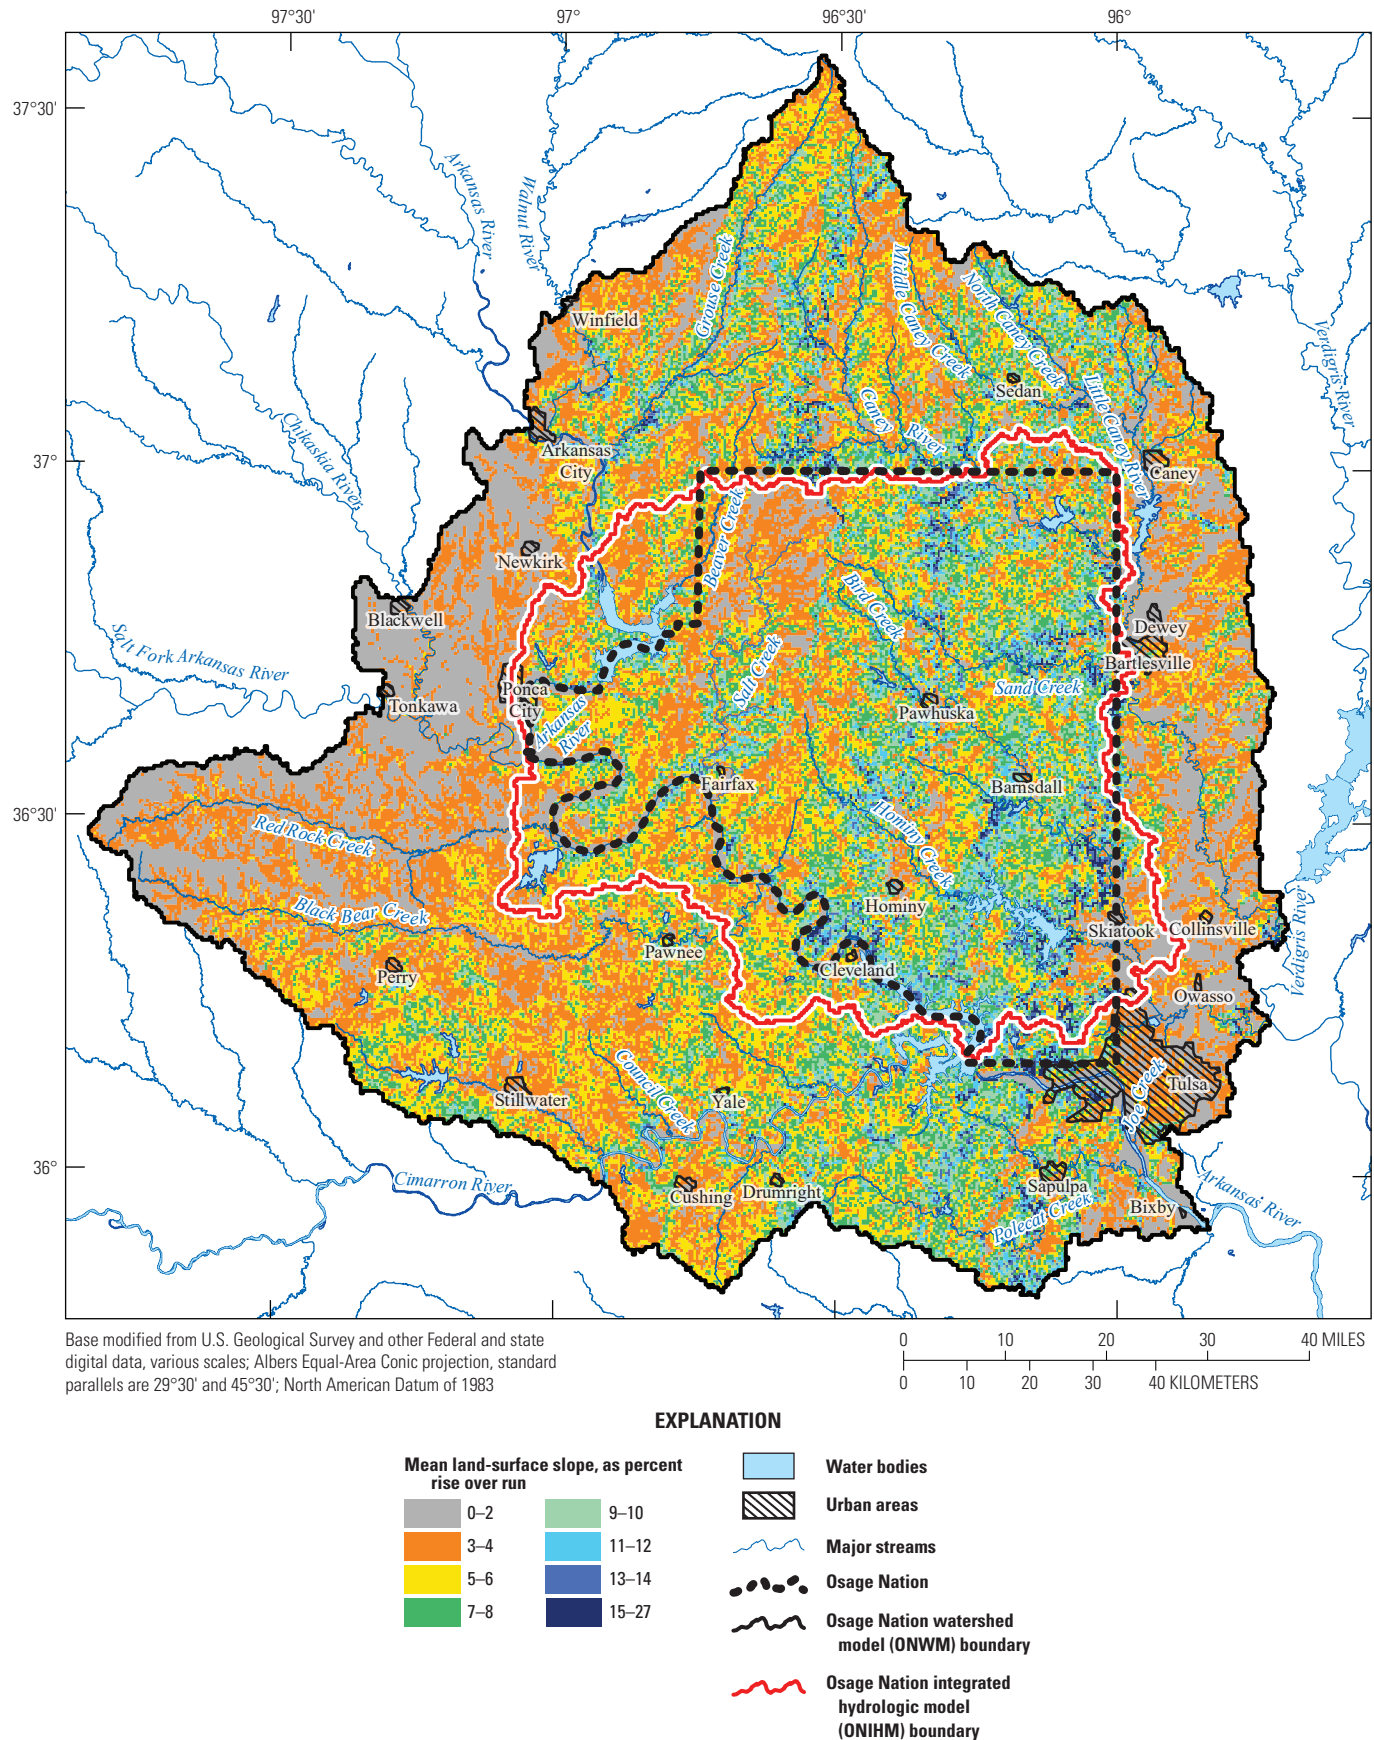 97°30'
97°
96°30'
96°
37°30'
37°
36°30'
36°
Arkansas River
Walnut River
Grouse Creek
Middle Caney Creek
North Caney Creek
Verdigris River
Winfield
Sedan
Little Caney River
Caney River
Chikaskia River
Arkansas
City
Caney
Beaver Creek
Newkirk
Bird Creek
Blackwell
Dewey
Salt Fork Arkansas River
Salt Creek
Bartlesville
Ponca
City
Sand Creek
Tonkawa
Pawhuska
Arkansas
River
Fairfax
Barnsdall
Red Rock Creek
Hominy Creek
Black Bear Creek
Hominy
Skiatook
Collinsville
Pawnee
Verdigris River
Perry
Cleveland
Owasso
Council Creek
Joe Creek
Tulsa
Stillwater
Yale
Cimarron River
Cushing
Drumright
Sapulpa
Polecat Creek
Bixby
Arkansas River
Base modified from U.S. Geological Survey and other Federal and state
digital data, various scales; Albers Equal-Area Conic projection, standard
parallels are 29°30' and 45°30'; North American Datum of 1983
0 10 20 30 40 MILES
0 10 20 30 40 KILOMETERS
EXPLANATION
Mean land-surface slope, as percent
rise over run
0–2
3–4
5–6
7–8
9–10
11–12
13–14
15–27
Water bodies
Urban areas
Major streams
Osage Nation
Osage Nation watershed
model (ONWM) boundary
Osage Nation integrated
hydrologic model
(ONIHM) boundary